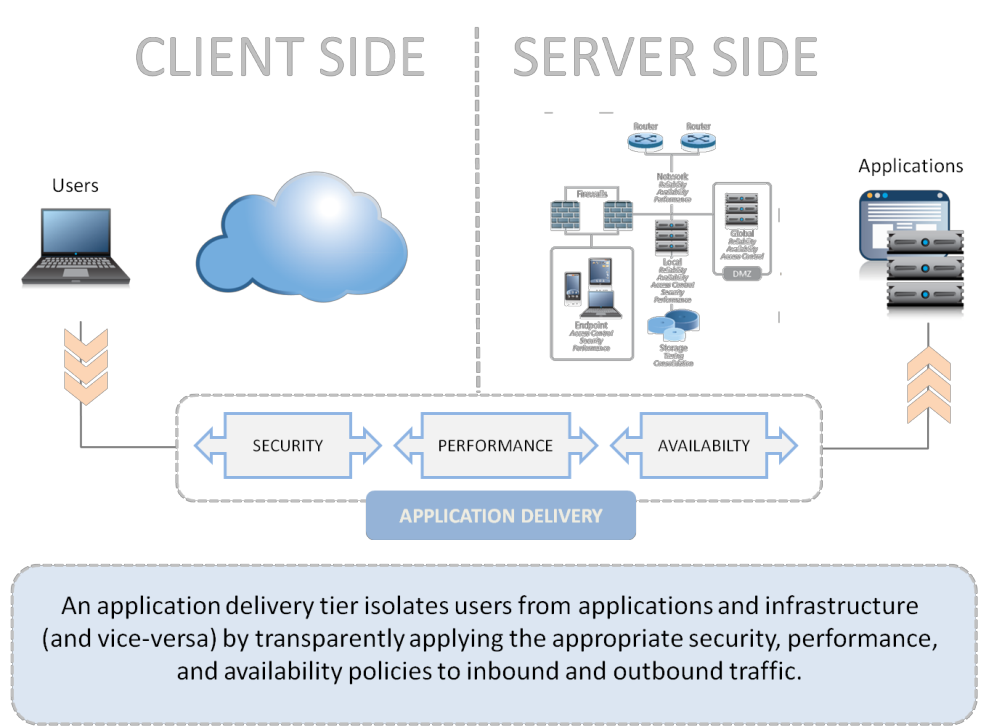 CLIENT SIDE
SERVER SIDE
Users
Router
Router
Network
Reliability
Availability
Performance
Firewalls
Global
Reliability
Availability
Access Control
DMZ
Local
Reliability
Availability
Access Control
Security
Performance
Endpoint
Access Control
Security
Performance
Storage
Tiering
Consolidation
Applications
SECURITY
PERFORMANCE
AVAILABILTY
APPLICATION DELIVERY
An application delivery tier isolates users from applications and infrastructure
(and vice-versa) by transparently applying the appropriate security, performance,
and availability policies to inbound and outbound traffic.